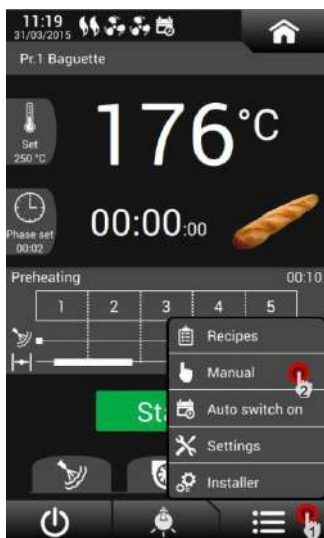 11:19
31/03/2015
Pr.1 Baguette
176°C
Set
250 °C
00:00:00
Phase set
00:02
Preheating 00:10
1 2 3 4 5
Recipes
Manual
2
Auto switch on
Settings
Installer
1